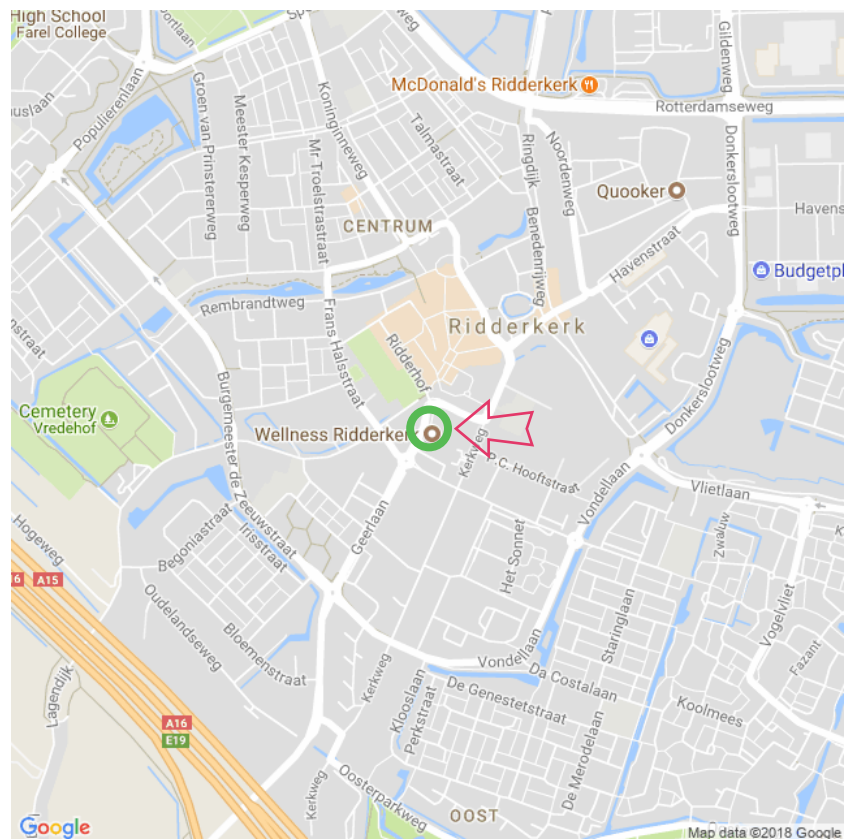 High School
Farel College
Populierenlaan
Groen van Prinstererweg
Meester Kesperweg
Koninginneweg
Mr Troelstrastraat
Talmastraat
McDonald's Ridderkerk
Ringdijk
Noordenweg
Rotterdamseweg
Gildenweg
Donkerslootweg
Quooker
Havens
CENTRUM
Benedenrijweg
Havenstraat
Budgetpl
Rembrandtweg
Frans Halsstraat
Ridderhof
Ridderkerk
Donkerslootweg
Cemetery
Vredehof
Burgemeester de Zeeuwstraat
Wellness Ridderkerk
Kerkweg
P.C. Hooftstraat
Vondellaan
Vlietlaan
Hogeweg
Begoniastraat
Irisstraat
Geerlaan
Het Sonnet
Zwaluw
A15
Oudelandseweg
Bloemenstraat
Staringlaan
Vogelvliet
Fazant
Lagendijk
Kerkweg
Vondellaan
Da Costalaan
Klooslaan
Perkstraat
De Genestetstraat
Koolmees
A16
E19
De Merodelaan
Kerkweg
Oosterparkweg
OOST
Google
Map data ©2018 Google